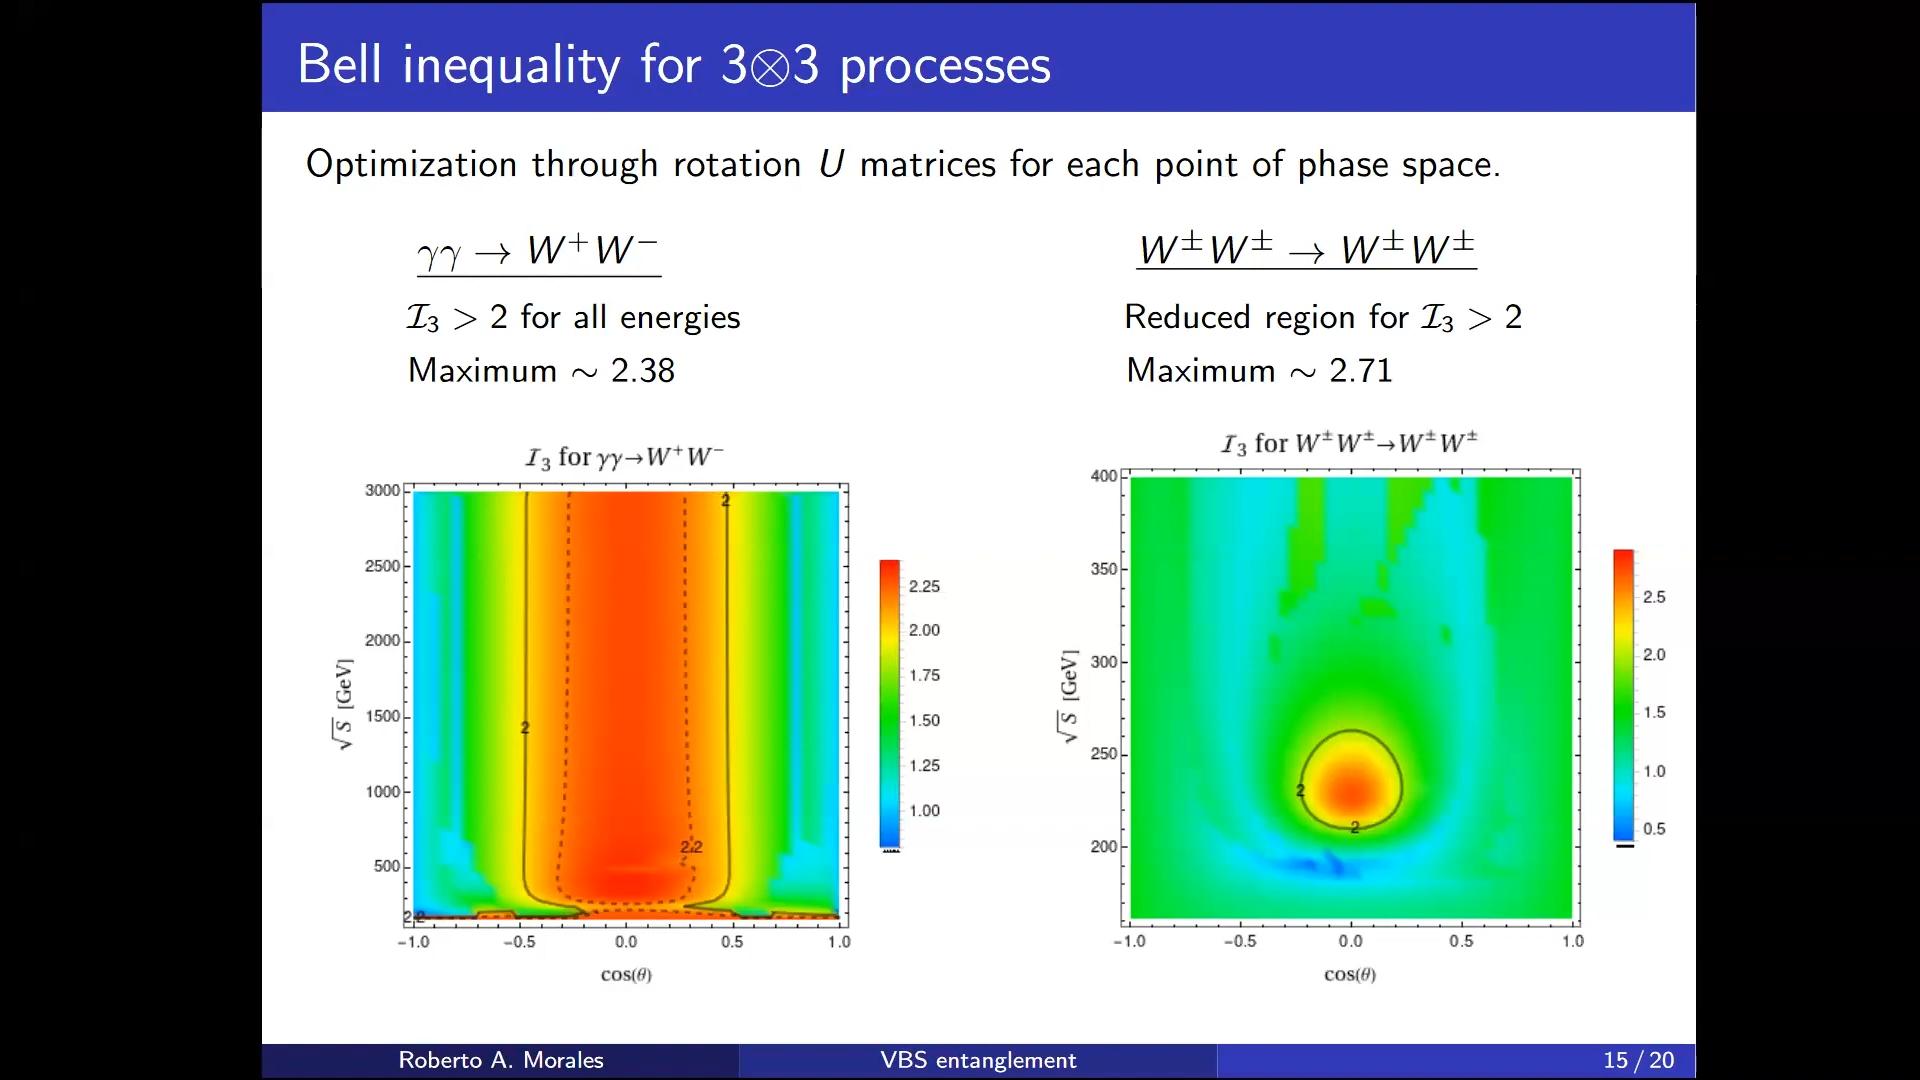 Bell inequality for 3⊗3 processes
Optimization through rotation U matrices for each point of phase space.
γγ → W⁺W⁻
I₃ > 2 for all energies
Maximum ∼ 2.38
I₃ for γγ→W⁺W⁻
3000
2500
2000
1500
1000
500
√S [GeV]
2
2
2.2
2.2
−1.0 −0.5 0.0 0.5 1.0
cos(θ)
2.25
2.00
1.75
1.50
1.25
1.00
W±W± → W±W±
Reduced region for I₃ > 2
Maximum ∼ 2.71
I₃ for W±W±→W±W±
400
350
300
250
200
√S [GeV]
2
2
−1.0 −0.5 0.0 0.5 1.0
cos(θ)
2.5
2.0
1.5
1.0
0.5
Roberto A. Morales VBS entanglement 15 / 20